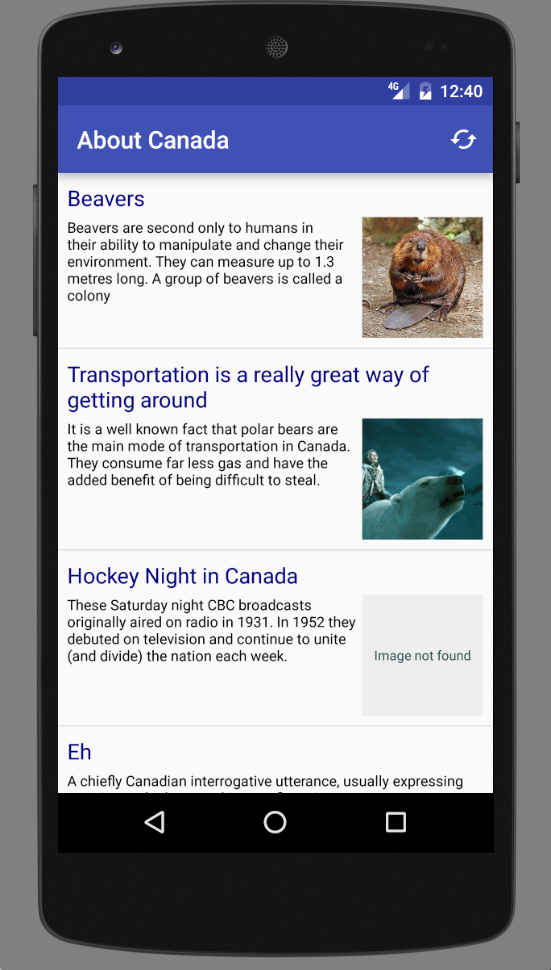 4G 12:40
About Canada
Beavers
Beavers are second only to humans in
their ability to manipulate and change their
environment. They can measure up to 1.3
metres long. A group of beavers is called a
colony
Transportation is a really great way of
getting around
It is a well known fact that polar bears are
the main mode of transportation in Canada.
They consume far less gas and have the
added benefit of being difficult to steal.
Hockey Night in Canada
These Saturday night CBC broadcasts
originally aired on radio in 1931. In 1952 they
debuted on television and continue to unite
(and divide) the nation each week.
Image not found
Eh
A chiefly Canadian interrogative utterance, usually expressing